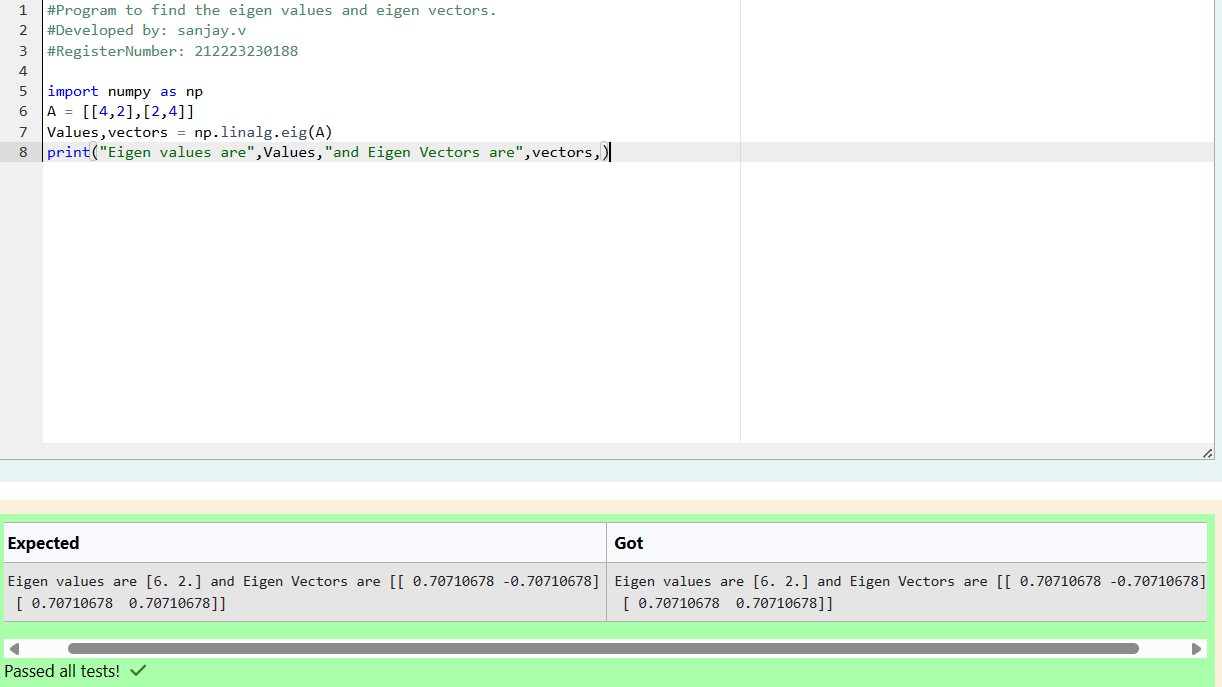 1 #Program to find the eigen values and eigen vectors.
2 #Developed by: sanjay.v
3 #RegisterNumber: 212223230188
4
5 import numpy as np
6 A = [[4,2],[2,4]]
7 Values,vectors = np.linalg.eig(A)
8 print("Eigen values are",Values,"and Eigen Vectors are",vectors,)
Expected Got
Eigen values are [6. 2.] and Eigen Vectors are [[ 0.70710678 -0.70710678] Eigen values are [6. 2.] and Eigen Vectors are [[ 0.70710678 -0.70710678]
[ 0.70710678  0.70710678]] [ 0.70710678  0.70710678]]
Passed all tests! ✓